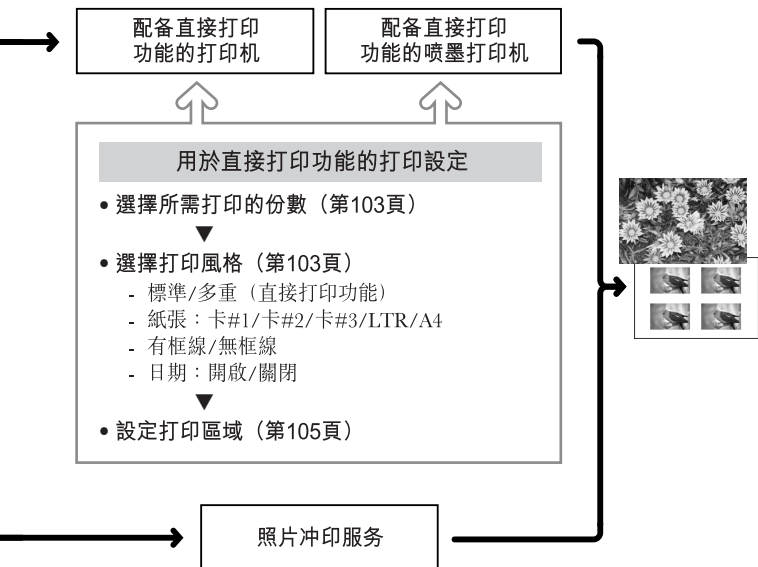 配备直接打印
功能的打印机
配备直接打印
功能的喷墨打印机
用於直接打印功能的打印設定
• 選擇所需打印的份數（第103頁）
▼
• 選擇打印風格（第103頁）
- 標準/多重（直接打印功能）
- 紙張：卡#1/卡#2/卡#3/LTR/A4
- 有框線/無框線
- 日期：開啟/關閉
▼
• 設定打印區域（第105頁）
照片冲印服务